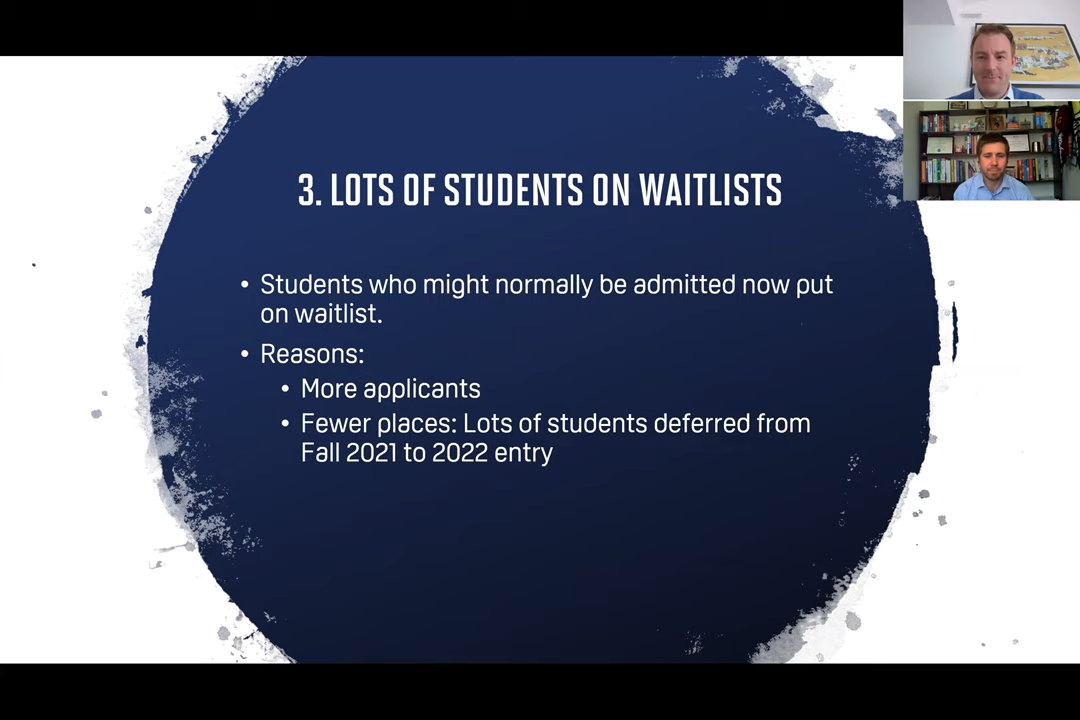 3. LOTS OF STUDENTS ON WAITLISTS
• Students who might normally be admitted now put
on waitlist.
• Reasons:
• More applicants
• Fewer places: Lots of students deferred from
Fall 2021 to 2022 entry